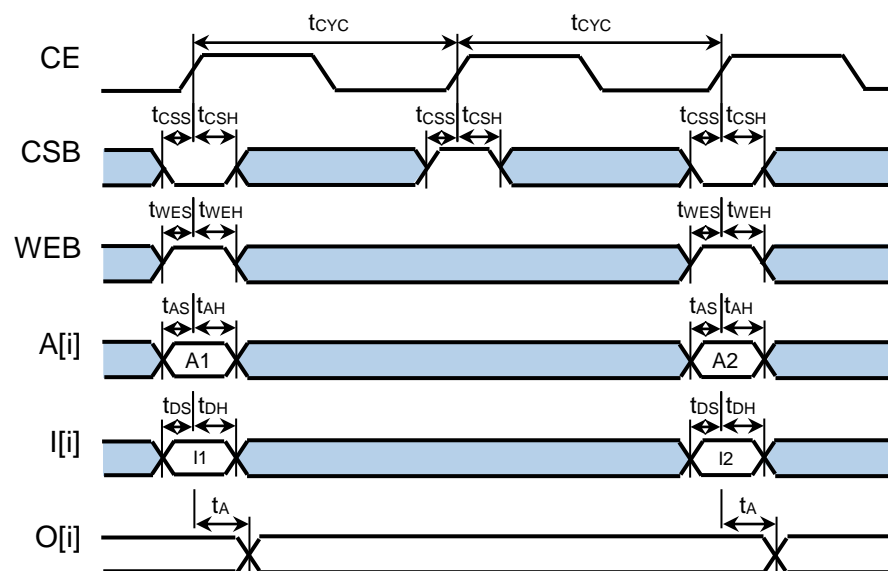 tCYC tCYC
CE
tCSS tCSH tCSS tCSH tCSS tCSH
CSB
tWES tWEH tWES tWEH
WEB
tAS tAH tAS tAH
A[i] A1 A2
tDS tDH tDS tDH
I[i] I1 I2
tA tA
O[i]